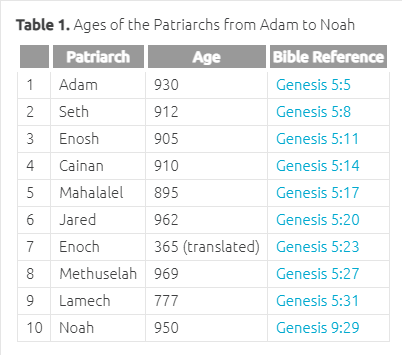 Table 1. Ages of the Patriarchs from Adam to Noah
Patriarch Age Bible Reference
1 Adam 930 Genesis 5:5
2 Seth 912 Genesis 5:8
3 Enosh 905 Genesis 5:11
4 Cainan 910 Genesis 5:14
5 Mahalalel 895 Genesis 5:17
6 Jared 962 Genesis 5:20
7 Enoch 365 (translated) Genesis 5:23
8 Methuselah 969 Genesis 5:27
9 Lamech 777 Genesis 5:31
10 Noah 950 Genesis 9:29